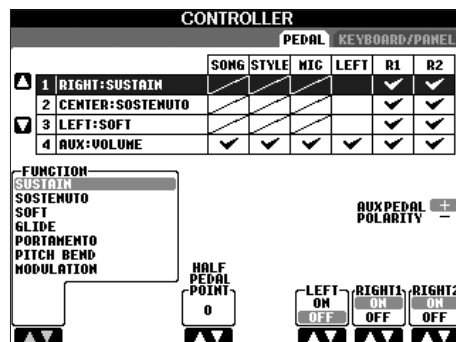 CONTROLLER
PEDAL KEYBOARD/PANEL
SONG STYLE MIC LEFT R1 R2
1 RIGHT:SUSTAIN
2 CENTER:SOSTENUTO
3 LEFT:SOFT
4 AUX:VOLUME
FUNCTION
SUSTAIN
SOSTENUTO
SOFT
GLIDE
PORTAMENTO
PITCH BEND
MODULATION
AUX PEDAL +
POLARITY −
HALF
PEDAL
POINT
0
LEFT RIGHT1 RIGHT2
ON ON ON
OFF OFF OFF